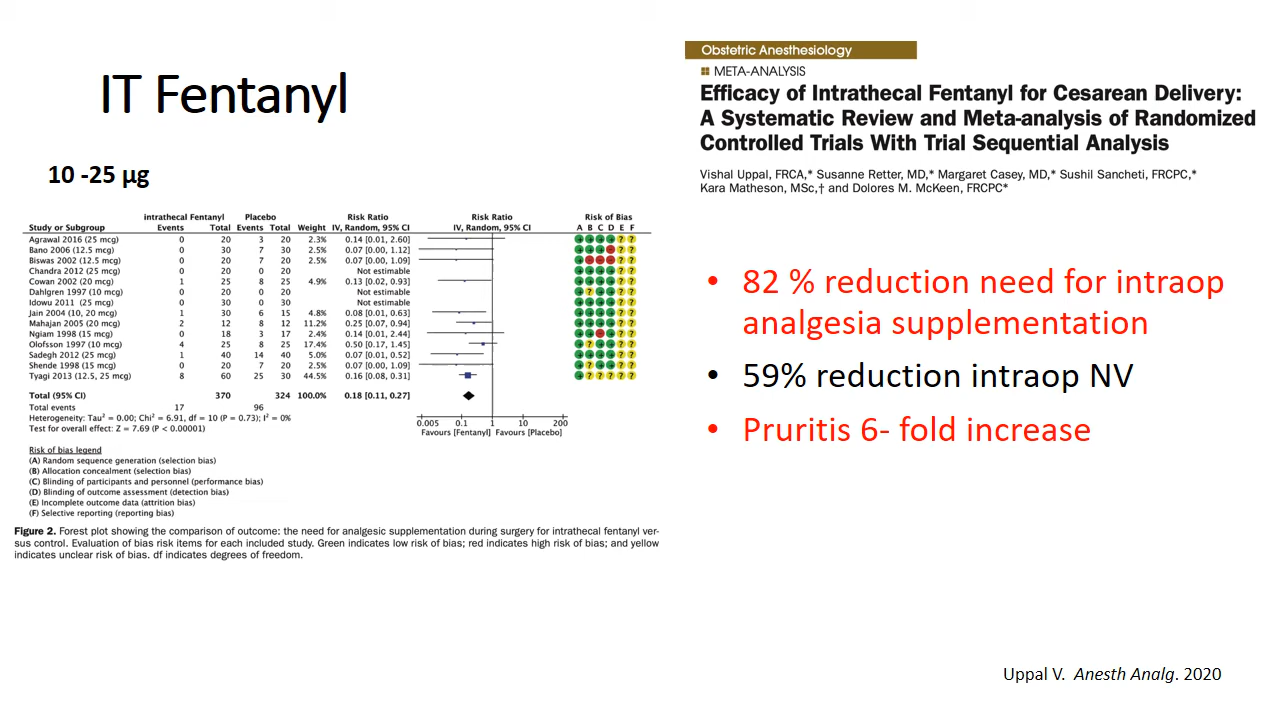 IT Fentanyl
10 -25 µg
intrathecal Fentanyl Placebo Risk Ratio Risk Ratio Risk of Bias
Study or Subgroup Events Total Events Total Weight IV, Random, 95% CI IV, Random, 95% CI A B C D E F
Agrawal 2016 (25 mcg) 0 20 3 20 2.3% 0.14 [0.01, 2.60]
Bano 2006 (12.5 mcg) 0 30 7 30 2.5% 0.07 [0.00, 1.12]
Biswas 2002 (12.5 mcg) 0 20 7 20 2.5% 0.07 [0.00, 1.09]
Chandra 2012 (25 mcg) 0 20 0 20 Not estimable
Cowan 2002 (20 mcg) 1 25 8 25 4.9% 0.13 [0.02, 0.93]
Dahlgren 1997 (10 mcg) 0 20 0 20 Not estimable
Idowu 2011 (25 mcg) 0 30 0 30 Not estimable
Jain 2004 (10, 20 mcg) 1 30 6 15 4.8% 0.08 [0.01, 0.63]
Mahajan 2005 (20 mcg) 2 12 8 12 11.2% 0.25 [0.07, 0.94]
Ngiam 1998 (15 mcg) 0 18 3 17 2.4% 0.14 [0.01, 2.44]
Olofsson 1997 (10 mcg) 4 25 8 25 17.4% 0.50 [0.17, 1.45]
Sadegh 2012 (25 mcg) 1 40 14 40 5.0% 0.07 [0.01, 0.52]
Shende 1998 (15 mcg) 0 20 7 20 2.5% 0.07 [0.00, 1.09]
Tyagi 2013 (12.5, 25 mcg) 8 60 25 30 44.5% 0.16 [0.08, 0.31]
Total (95% CI) 370 324 100.0% 0.18 [0.11, 0.27]
Total events 17 96
Heterogeneity: Tau² = 0.00; Chi² = 6.91, df = 10 (P = 0.73); I² = 0%
Test for overall effect: Z = 7.69 (P < 0.00001)
0.005 0.1 1 10 200
Favours [Fentanyl] Favours [Placebo]
Risk of bias legend
(A) Random sequence generation (selection bias)
(B) Allocation concealment (selection bias)
(C) Blinding of participants and personnel (performance bias)
(D) Blinding of outcome assessment (detection bias)
(E) Incomplete outcome data (attrition bias)
(F) Selective reporting (reporting bias)
Figure 2. Forest plot showing the comparison of outcome: the need for analgesic supplementation during surgery for intrathecal fentanyl ver-
sus control. Evaluation of bias risk items for each included study. Green indicates low risk of bias; red indicates high risk of bias; and yellow
indicates unclear risk of bias. df indicates degrees of freedom.
Obstetric Anesthesiology
META-ANALYSIS
Efficacy of Intrathecal Fentanyl for Cesarean Delivery:
A Systematic Review and Meta-analysis of Randomized
Controlled Trials With Trial Sequential Analysis
Vishal Uppal, FRCA,* Susanne Retter, MD,* Margaret Casey, MD,* Sushil Sancheti, FRCPC,*
Kara Matheson, MSc,† and Dolores M. McKeen, FRCPC*
• 82 % reduction need for intraop
analgesia supplementation
• 59% reduction intraop NV
• Pruritis 6- fold increase
Uppal V. Anesth Analg. 2020